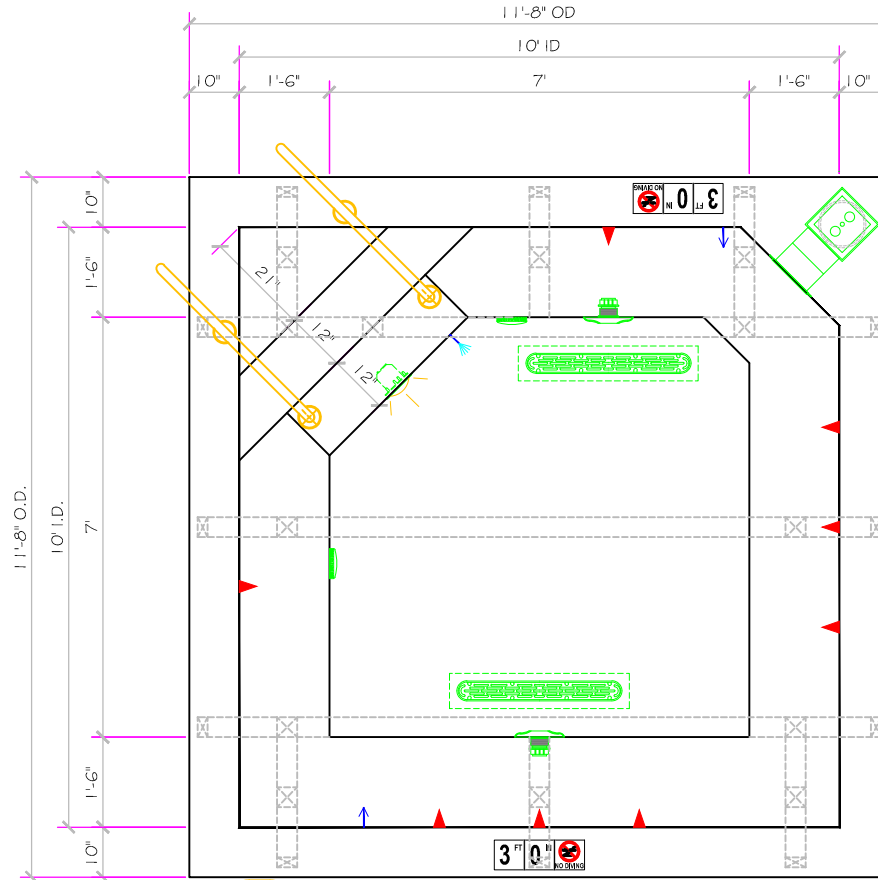 11'-8" OD
10' ID
10" 1'-6" 7' 1'-6" 10"
3 FT 0 IN NO DIVING
10"
1'-6"
21"
12"
12"
11'-8" O.D.
10' I.D.
7'
1'-6"
10"
3 FT 0 IN NO DIVING